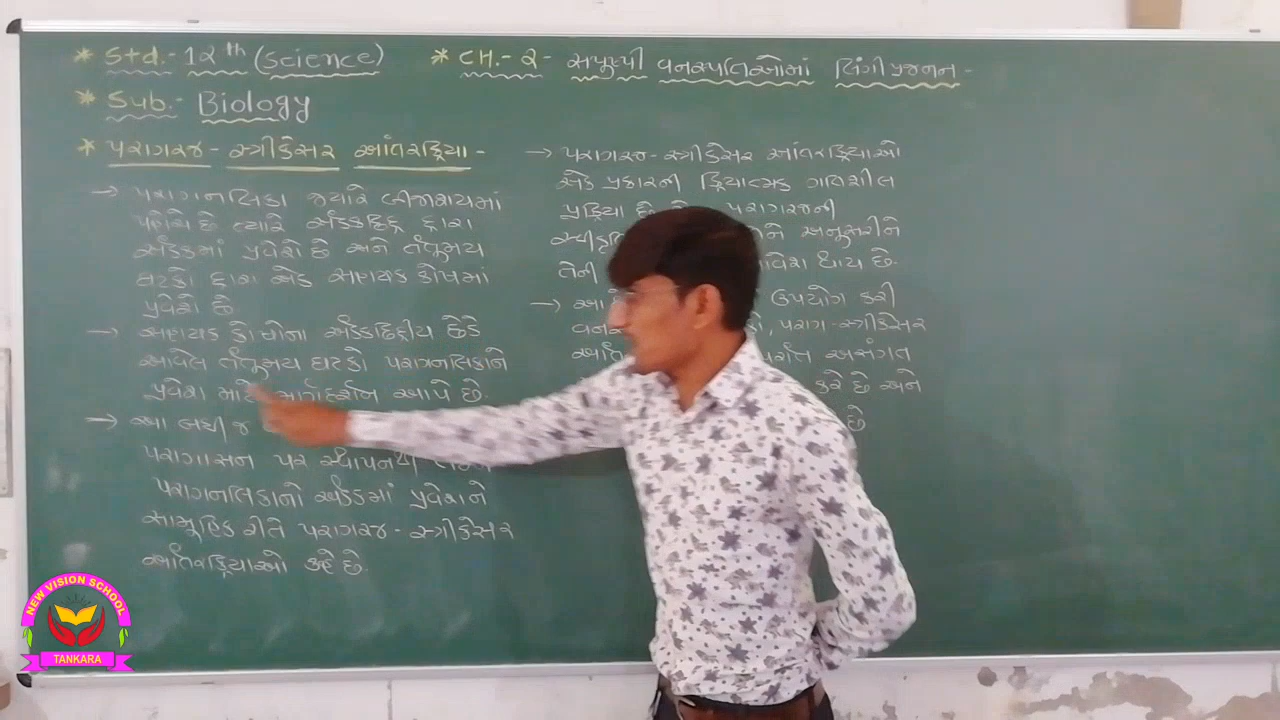 * Std.- 12th (Science)
* CH.- 2 - સપુષ્પી વનસ્પતિઓમાં લિંગી પ્રજનન -
* Sub.- Biology
* પરાગરજ - સ્ત્રીકેસર આંતરક્રિયા -
→ પરાગનલિકા જ્યારે બીજાશયમાં
પહોંચે છે ત્યારે અંડકછિદ્ર દ્વારા
અંડકમાં પ્રવેશે છે અને તંતુમય
ઘટકો દ્વારા એક સહાયક કોષમાં
પ્રવેશે છે
→ સહાયક કોષોના અંડકછિદ્રીય છેડે
આવેલ તંતુમય ઘટકો પરાગનલિકાને
પ્રવેશ માટે માર્ગદર્શન આપે છે.
→ આ બધી જ
પરાગાસન પર સ્થાપનથી
પરાગનલિકાનો અંડકમાં પ્રવેશને
સામૂહિક રીતે પરાગરજ - સ્ત્રીકેસર
આંતરક્રિયાઓ કહે છે.
→ પરાગરજ - સ્ત્રીકેસર આંતરક્રિયાઓ
એક પ્રકારની ક્રિયાત્મક ગતિશીલ
પ્રક્રિયા છે પરાગરજની
અનુસરીને
તેની થાય છે.
→ ઉપયોગ કરી
પરાગ - સ્ત્રીકેસર
અસંગત
કરે છે અને
છે
NEW VISION SCHOOL
TANKARA